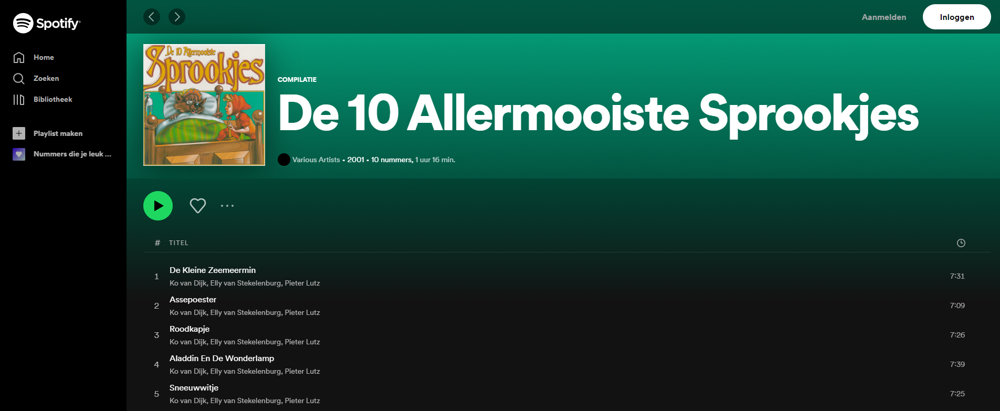 Spotify
Home
Zoeken
Bibliotheek
Playlist maken
Nummers die je leuk ...
Aanmelden
Inloggen
De 10 Allermooiste
Sprookjes
COMPILATIE
De 10 Allermooiste Sprookjes
Various Artists • 2001 • 10 nummers, 1 uur 16 min.
# TITEL
1 De Kleine Zeemeermin 7:31
Ko van Dijk, Elly van Stekelenburg, Pieter Lutz
2 Assepoester 7:09
Ko van Dijk, Elly van Stekelenburg, Pieter Lutz
3 Roodkapje 7:26
Ko van Dijk, Elly van Stekelenburg, Pieter Lutz
4 Aladdin En De Wonderlamp 7:39
Ko van Dijk, Elly van Stekelenburg, Pieter Lutz
5 Sneeuwwitje 7:25
Ko van Dijk, Elly van Stekelenburg, Pieter Lutz